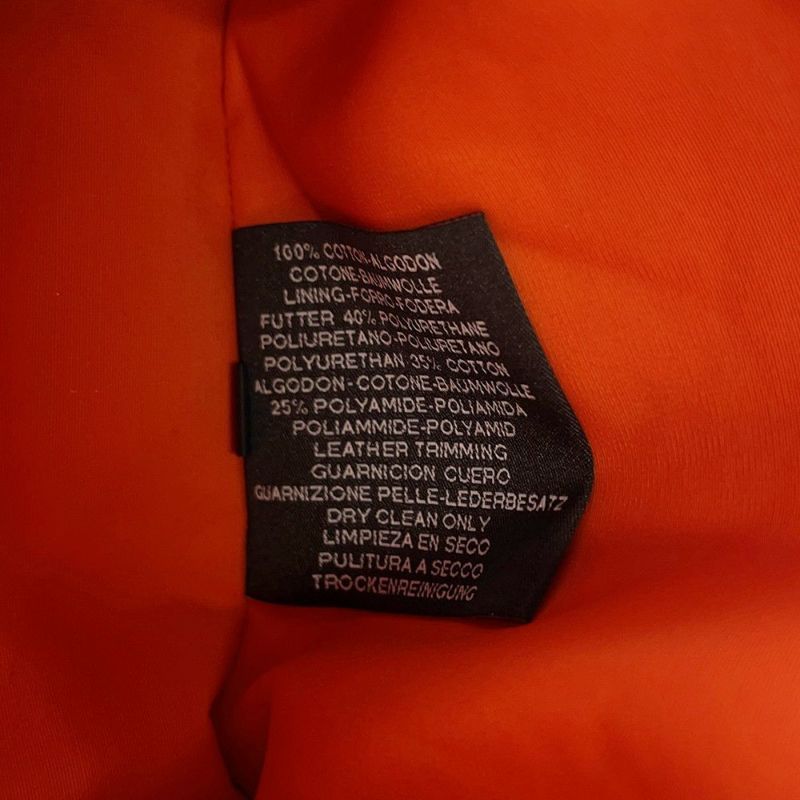 100% COTTON-ALGODON
COTONE-BAUMWOLLE
LINING-FORRO-FODERA
FUTTER 40% POLYURETHANE
POLIURETANO-POLIURETANO
POLYURETHAN 35% COTTON
ALGODON-COTONE-BAUMWOLLE
25% POLYAMIDE-POLIAMIDA
POLIAMMIDE-POLYAMID
LEATHER TRIMMING
GUARNICION CUERO
GUARNIZIONE PELLE-LEDERBESATZ
DRY CLEAN ONLY
LIMPIEZA EN SECO
PULITURA A SECCO
TROCKENREINIGUNG